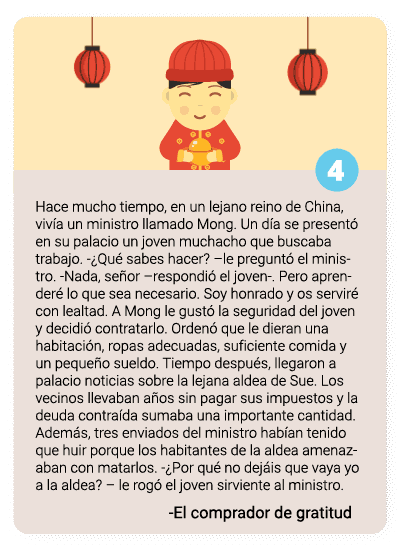 4
Hace mucho tiempo, en un lejano reino de China,
vivía un ministro llamado Mong. Un día se presentó
en su palacio un joven muchacho que buscaba
trabajo. -¿Qué sabes hacer? –le preguntó el minis-
tro. -Nada, señor –respondió el joven-. Pero apren-
deré lo que sea necesario. Soy honrado y os serviré
con lealtad. A Mong le gustó la seguridad del joven
y decidió contratarlo. Ordenó que le dieran una
habitación, ropas adecuadas, suficiente comida y
un pequeño sueldo. Tiempo después, llegaron a
palacio noticias sobre la lejana aldea de Sue. Los
vecinos llevaban años sin pagar sus impuestos y la
deuda contraída sumaba una importante cantidad.
Además, tres enviados del ministro habían tenido
que huir porque los habitantes de la aldea amenaz-
aban con matarlos. -¿Por qué no dejáis que vaya yo
a la aldea? – le rogó el joven sirviente al ministro.
-El comprador de gratitud